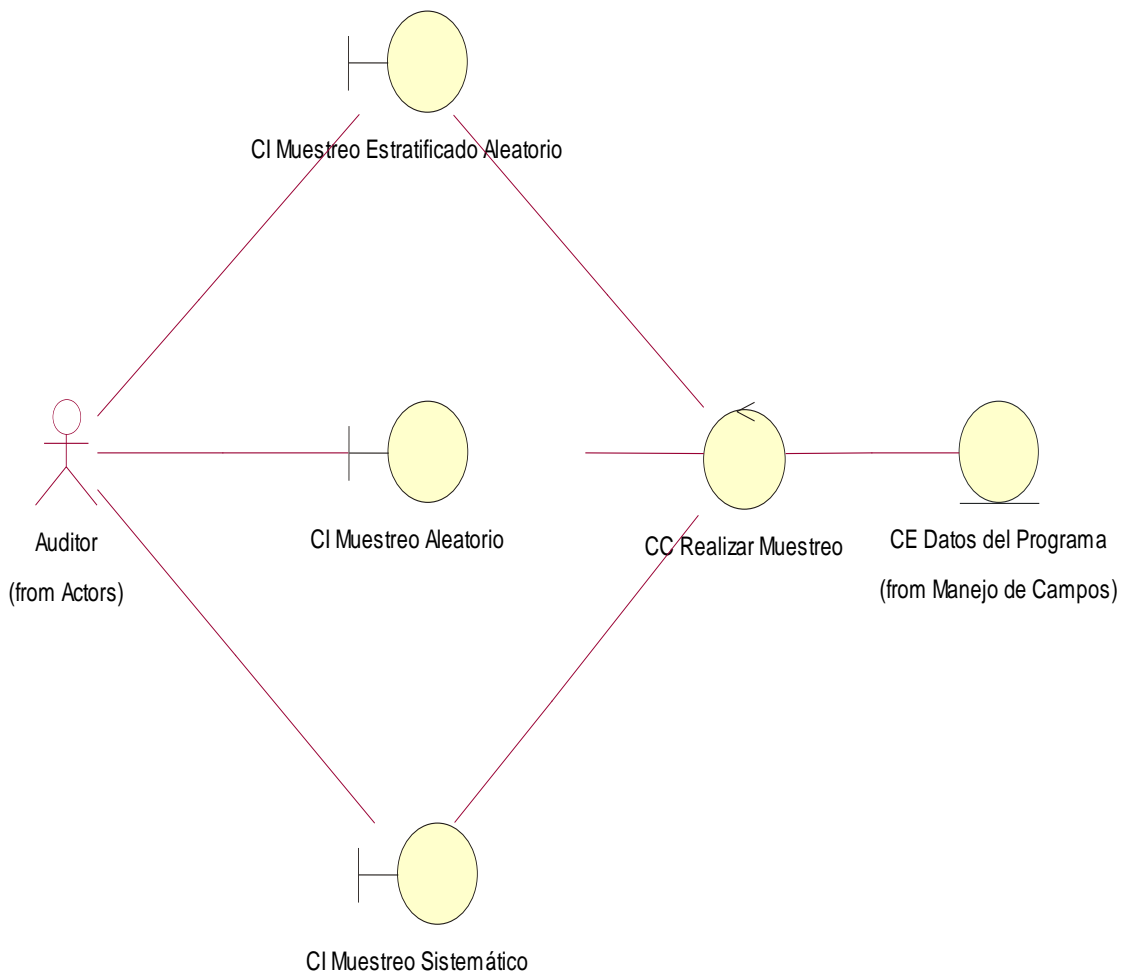 CI Muestreo Estratificado Aleatorio
Auditor
(from Actors)
CI Muestreo Aleatorio
CC Realizar Muestreo
CE Datos del Programa
(from Manejo de Campos)
CI Muestreo Sistemático